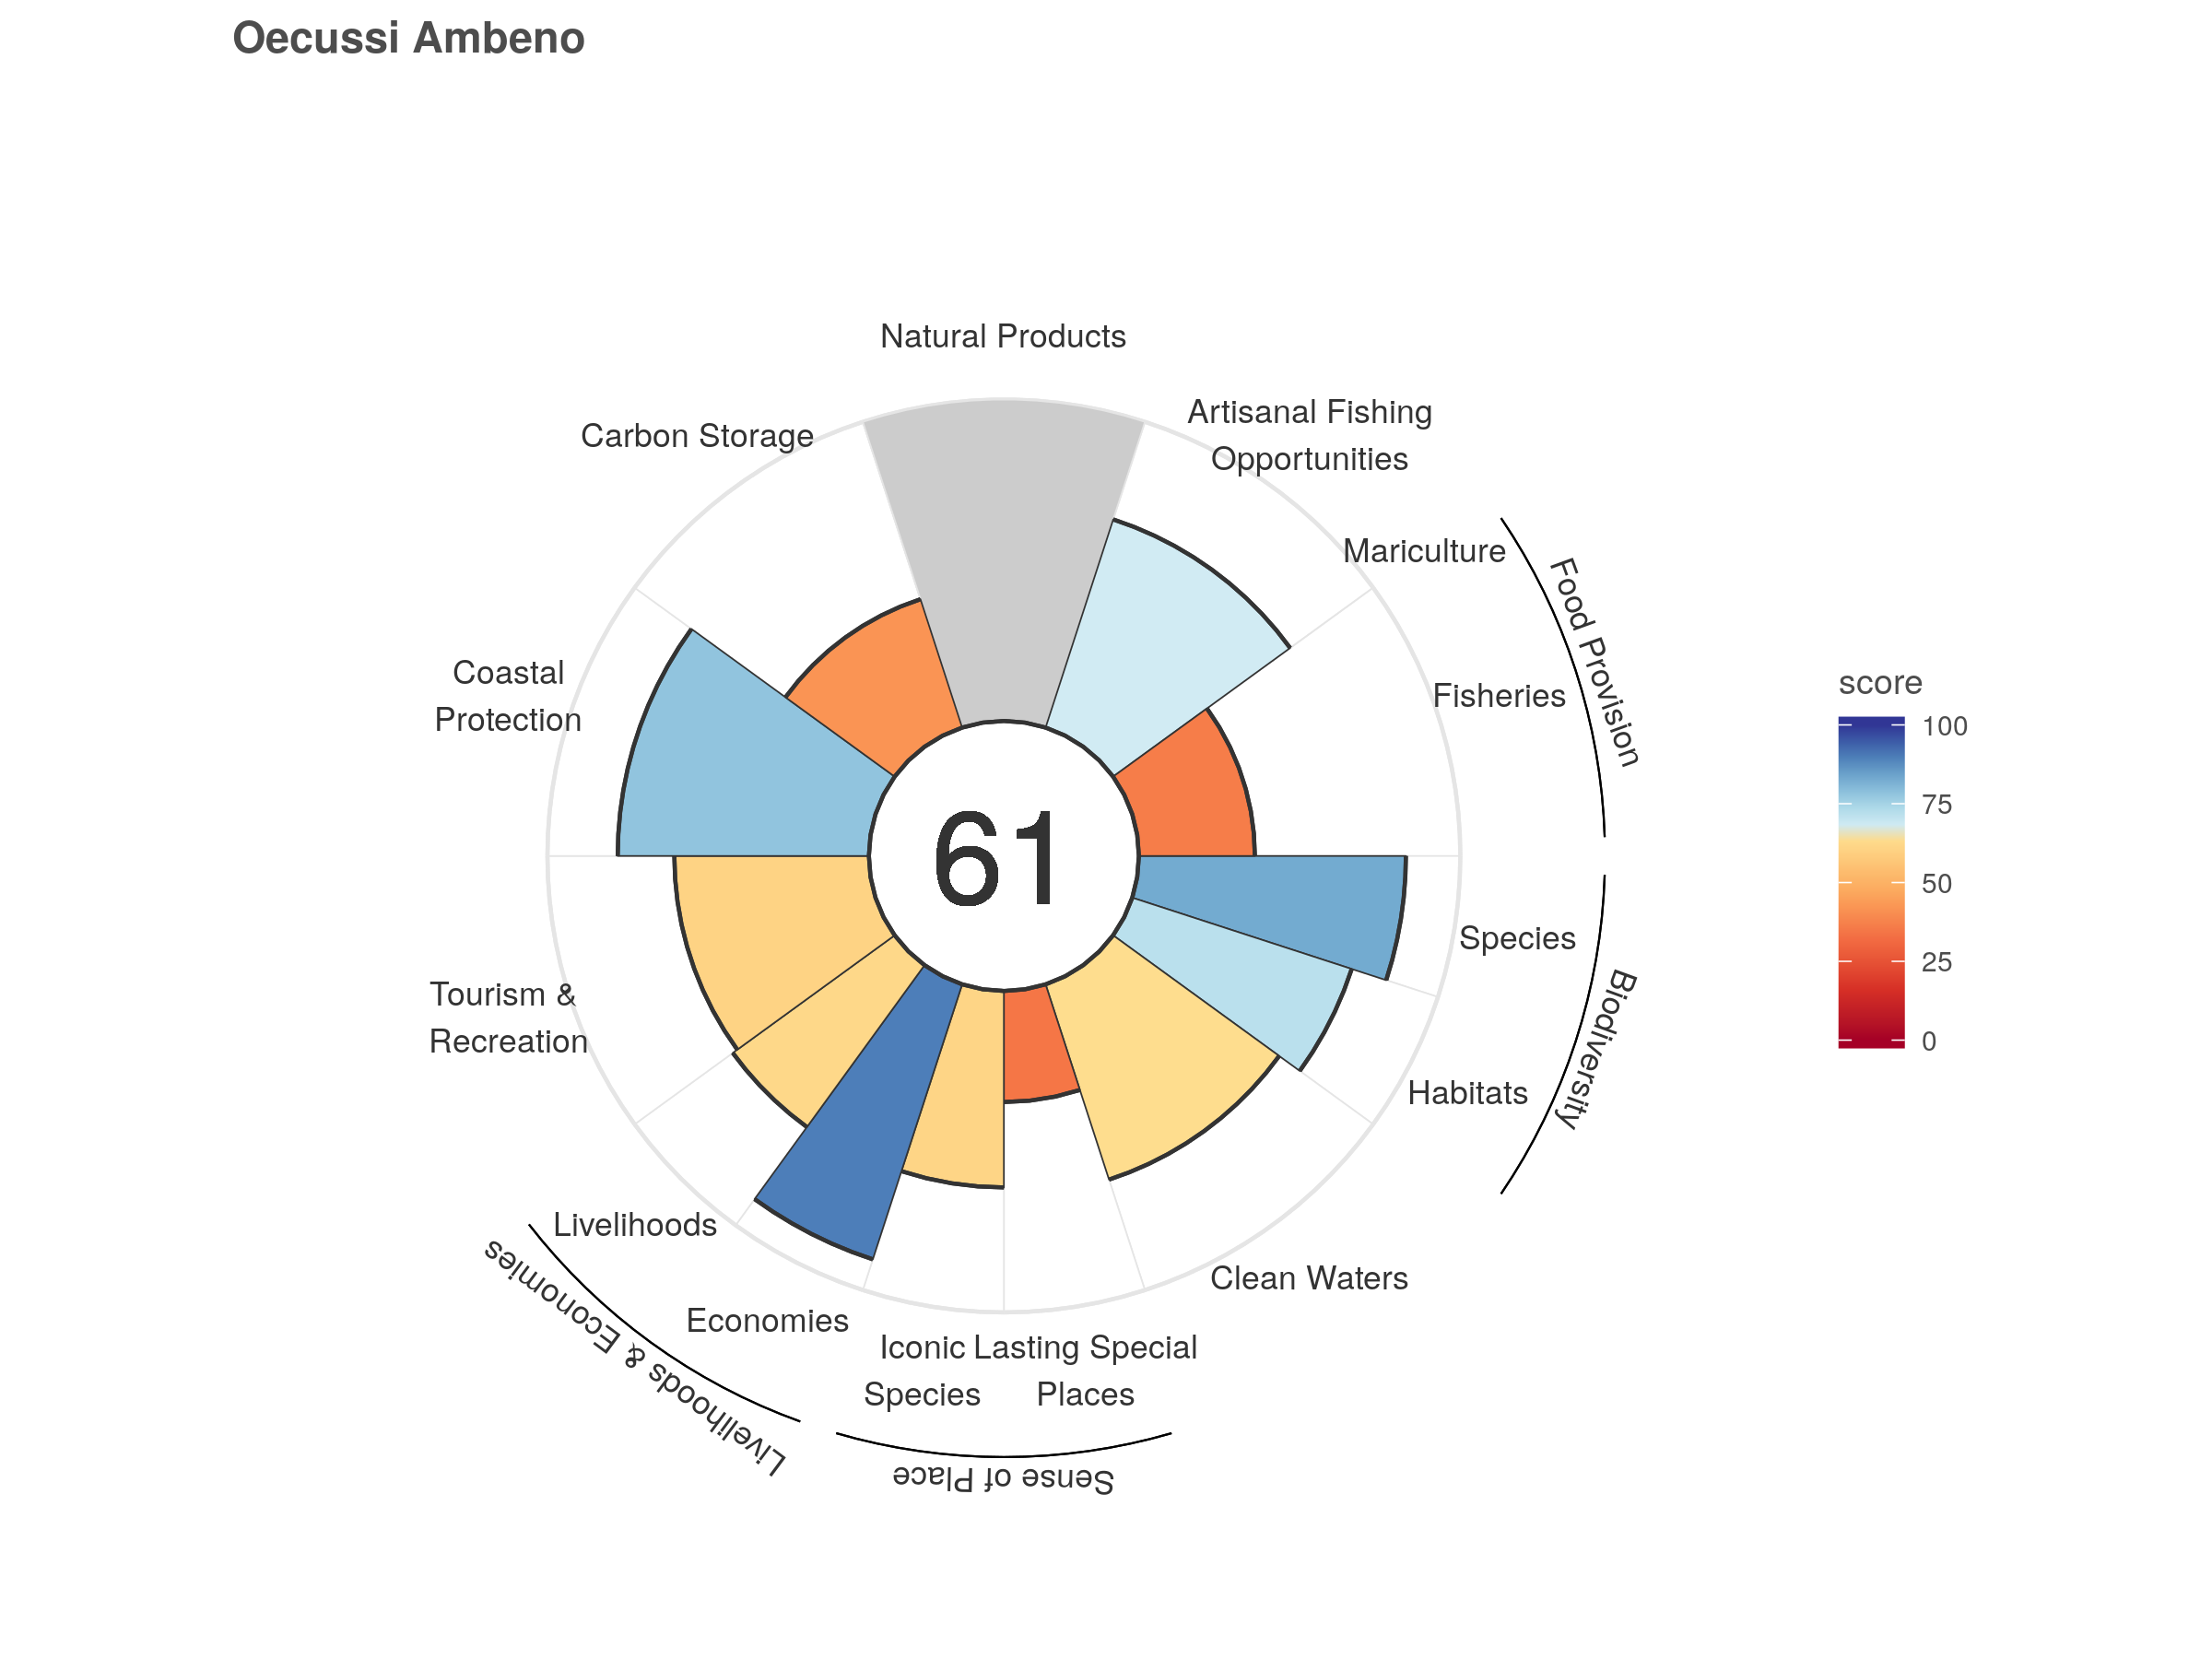 Oecussi Ambeno
Natural Products
Artisanal Fishing
Opportunities
Carbon Storage
Mariculture
Food Provision
Fisheries
Coastal
Protection
score
100
75
50
25
0
61
Species
Biodiversity
Tourism &
Recreation
Habitats
Livelihoods
Clean Waters
Economies
Livelihoods & Economies
Iconic
Species
Lasting Special
Places
Sense of Place